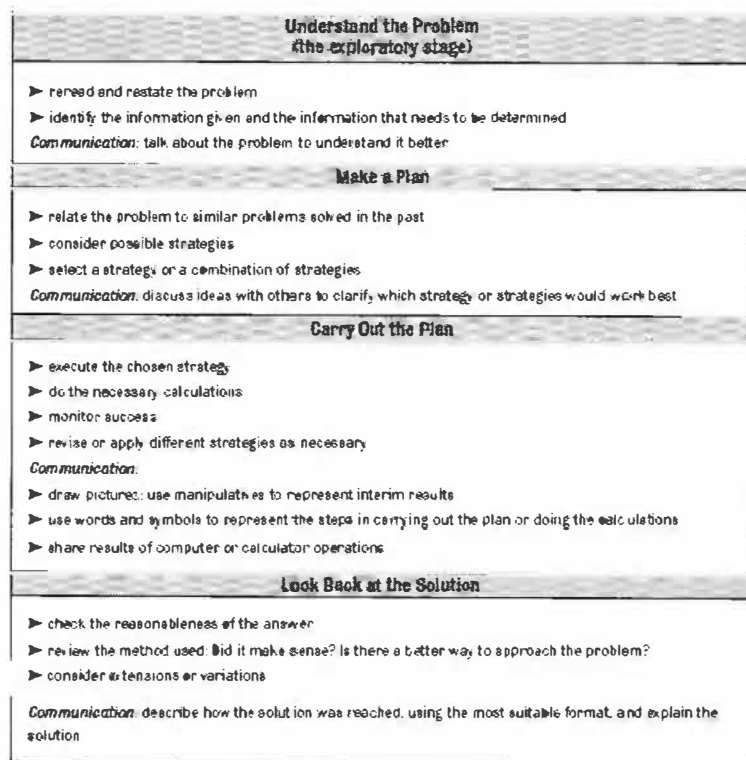 Understand the Problem
(the exploratory stage)
➤ reread and restate the problem
➤ identify the information given and the information that needs to be determined
Communication: talk about the problem to understand it better
Make a Plan
➤ relate the problem to similar problems solved in the past
➤ consider possible strategies
➤ select a strategy or a combination of strategies
Communication: discuss ideas with others to clarify which strategy or strategies would work best
Carry Out the Plan
➤ execute the chosen strategy
➤ do the necessary calculations
➤ monitor success
➤ revise or apply different strategies as necessary
Communication:
➤ draw pictures; use manipulatives to represent interim results
➤ use words and symbols to represent the steps in carrying out the plan or doing the calculations
➤ share results of computer or calculator operations
Look Back at the Solution
➤ check the reasonableness of the answer
➤ review the method used: Did it make sense? Is there a better way to approach the problem?
➤ consider extensions or variations
Communication: describe how the solution was reached, using the most suitable format, and explain the
solution